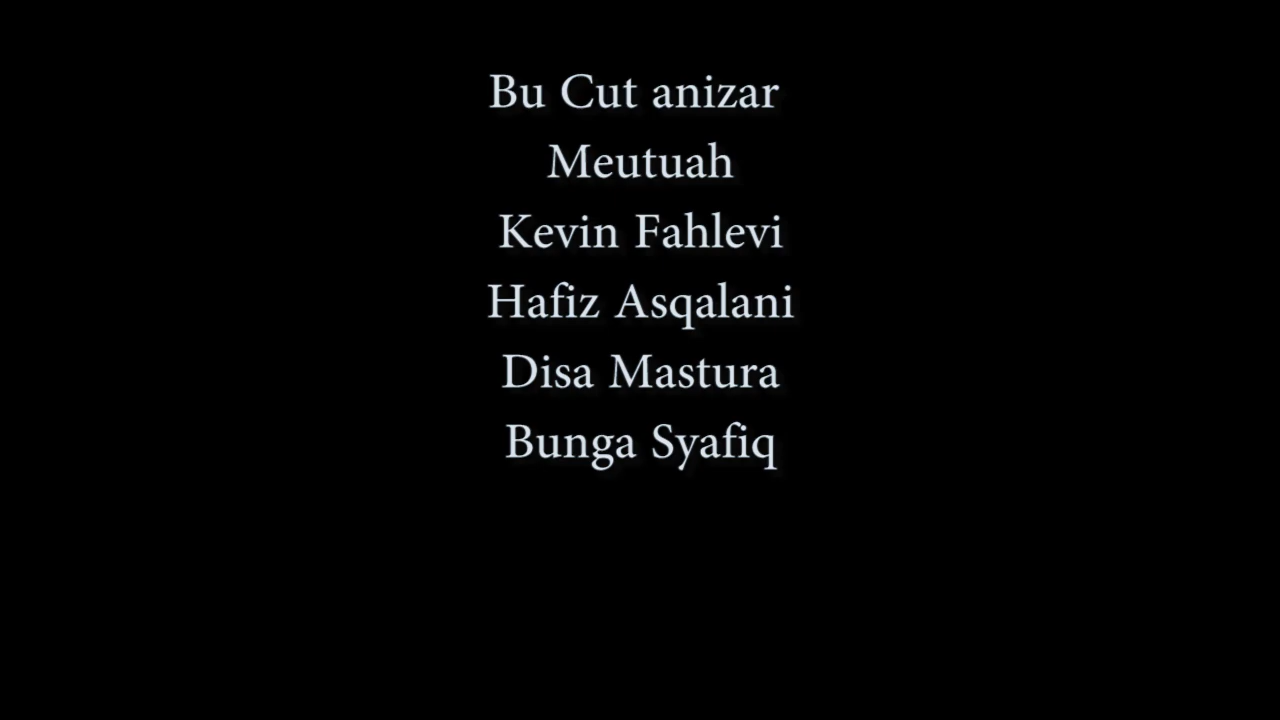 Bu Cut anizar
Meutuah
Kevin Fahlevi
Hafiz Asqalani
Disa Mastura
Bunga Syafiq